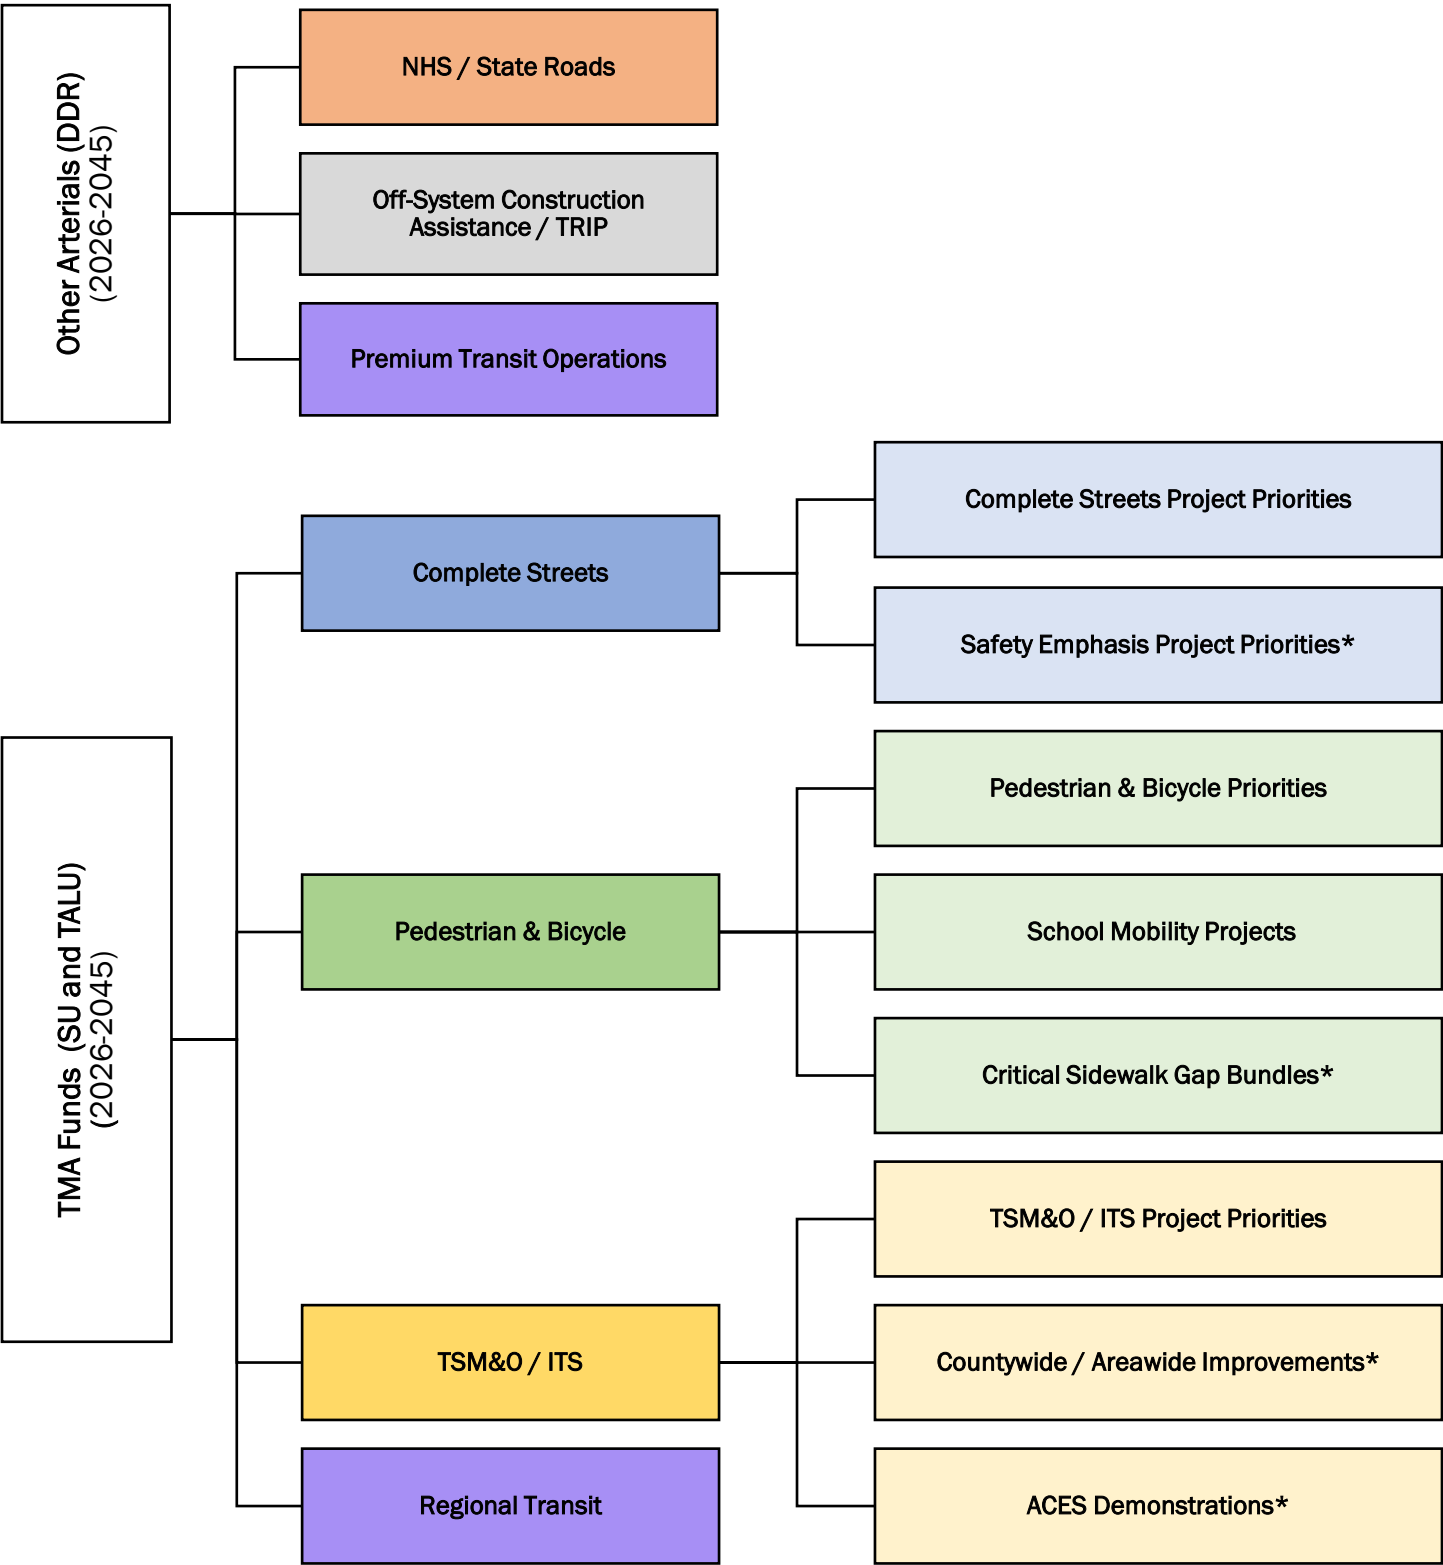 Other Arterials (DDR)
(2026-2045)
NHS / State Roads
Off-System Construction
Assistance / TRIP
Premium Transit Operations
TMA Funds  (SU and TALU)
(2026-2045)
Complete Streets
Complete Streets Project Priorities
Safety Emphasis Project Priorities*
Pedestrian & Bicycle
Pedestrian & Bicycle Priorities
School Mobility Projects
Critical Sidewalk Gap Bundles*
TSM&O / ITS
TSM&O / ITS Project Priorities
Countywide / Areawide Improvements*
ACES Demonstrations*
Regional Transit